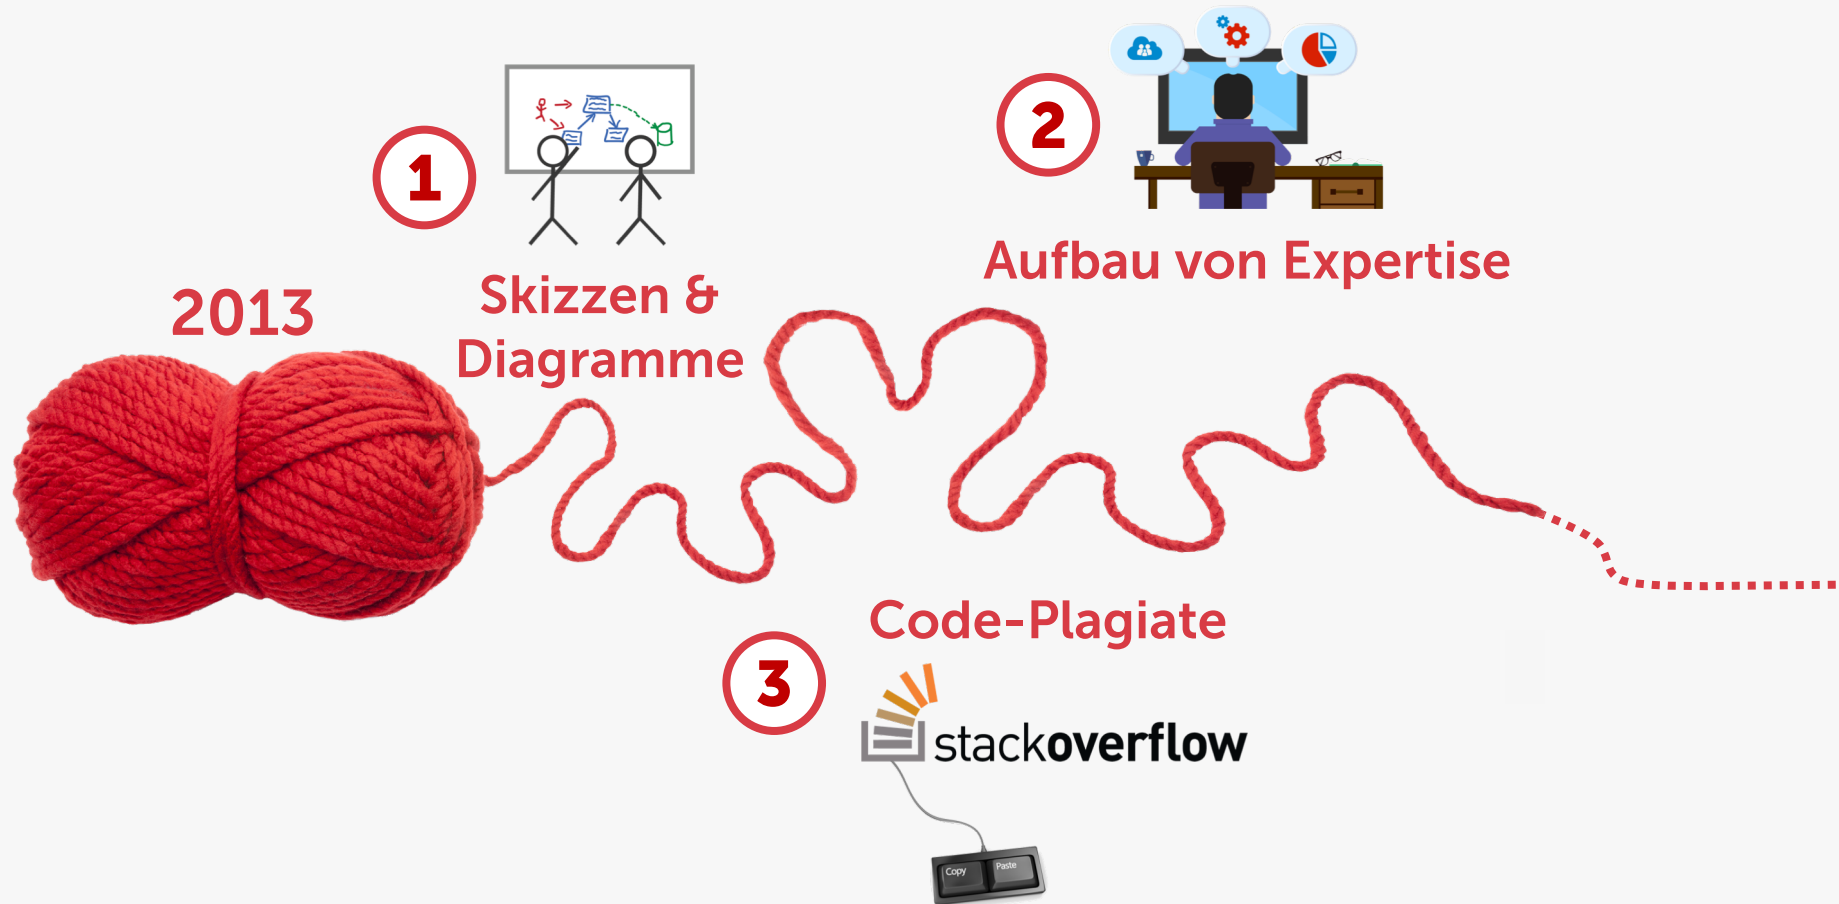 2013
1
Skizzen &
Diagramme
2
Aufbau von Expertise
3
Code-Plagiate
stackoverflow
Copy Paste